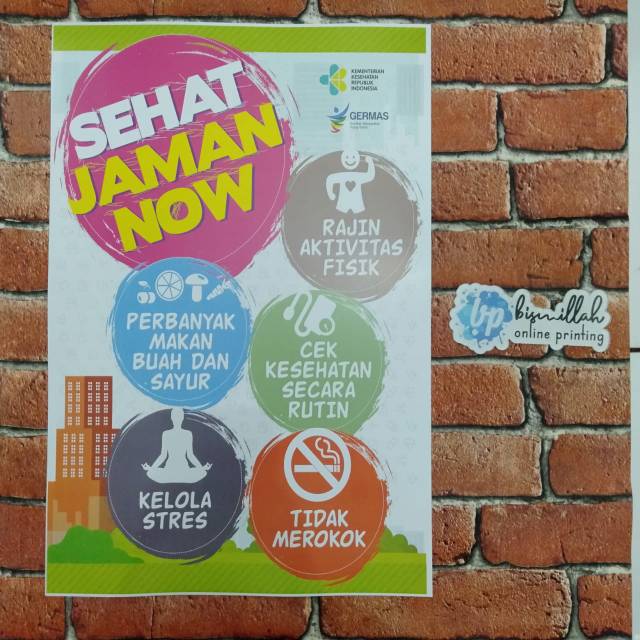 SEHAT
JAMAN
NOW
KEMENTERIAN
KESEHATAN
REPUBLIK
INDONESIA
GERMAS
RAJIN
AKTIVITAS
FISIK
PERBANYAK
MAKAN
BUAH DAN
SAYUR
CEK
KESEHATAN
SECARA
RUTIN
KELOLA
STRES
TIDAK
MEROKOK
bp
bismillah
online printing